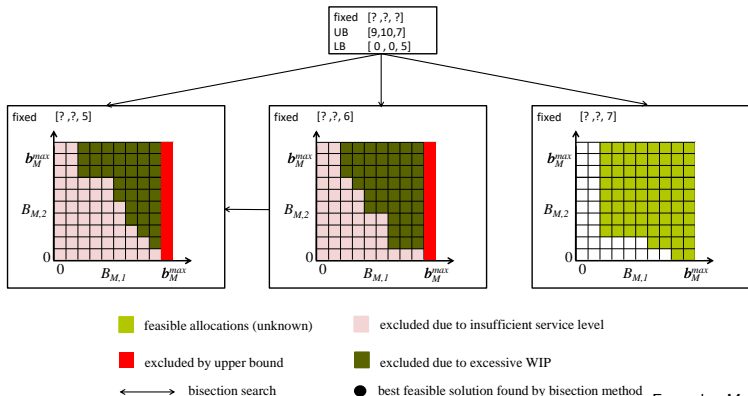 fixed [? ,?, ?]
UB [9,10,7]
LB [ 0 , 0, 5]
fixed [? ,?, 5]
b_M^max
B_M,2
0
0 B_M,1 b_M^max
fixed [? ,?, 6]
b_M^max
B_M,2
0
0 B_M,1 b_M^max
fixed [? ,?, 7]
b_M^max
B_M,2
0
0 B_M,1 b_M^max
feasible allocations (unknown)
excluded due to insufficient service level
excluded by upper bound
excluded due to excessive WIP
bisection search
best feasible solution found by bisection method